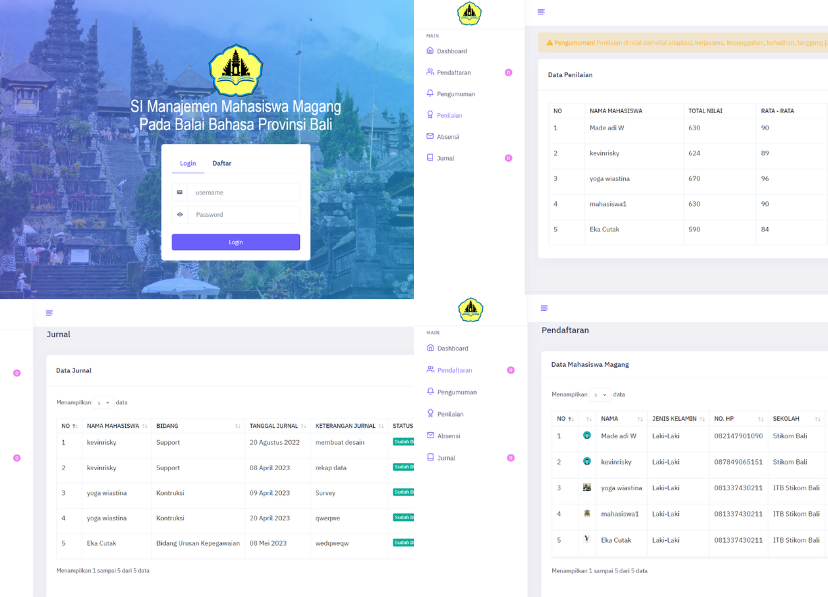 SI Manajemen Mahasiswa Magang
Pada Balai Bahasa Provinsi Bali
Login Daftar
username
Password
Login
MAIN
Dashboard
Pendaftaran 0
Pengumuman
Penilaian
Absensi
Jurnal 0
Pengumuman! Penilaian di nilai dari nilai adaptasi, kerjasama, kesungguhan, kehadiran, tanggung
Data Penilaian
NO NAMA MAHASISWA TOTAL NILAI RATA - RATA
1 Made adi W 630 90
2 kevinrisky 624 89
3 yoga wiastina 670 96
4 mahasiswa1 630 90
5 Eka Cutak 590 84
Jurnal
0
0
Data Jurnal
Menampilkan 5 data
NO NAMA MAHASISWA BIDANG TANGGAL JURNAL KETERANGAN JURNAL STATUS
1 kevinrisky Support 20 Agustus 2022 membuat desain Sudah
2 kevinrisky Support 08 April 2023 rekap data Sudah
3 yoga wiastina Kontruksi 09 April 2023 Survey Sudah
4 yoga wiastina Kontruksi 20 April 2023 qweqwe Sudah
5 Eka Cutak Bidang Urusan Kepegawaian 08 Mei 2023 wedqweqw Sudah
Menampilkan 1 sampai 5 dari 5 data
MAIN
Dashboard
Pendaftaran 0
Pengumuman
Penilaian
Absensi
Jurnal 0
Pendaftaran
Data Mahasiswa Magang
Menampilkan 5 data
NO NAMA JENIS KELAMIN NO. HP SEKOLAH
1 Made adi W Laki-Laki 082147901090 Stikom Bali
2 kevinrisky Laki-Laki 087849065151 Stikom Bali
3 yoga wiastina Laki-Laki 081337430211 ITB Stikom Bali
4 mahasiswa1 Laki-Laki 081337430211 ITB Stikom Bali
5 Eka Cutak Laki-Laki 081337430211 ITB Stikom Bali
Menampilkan 1 sampai 5 dari 5 data